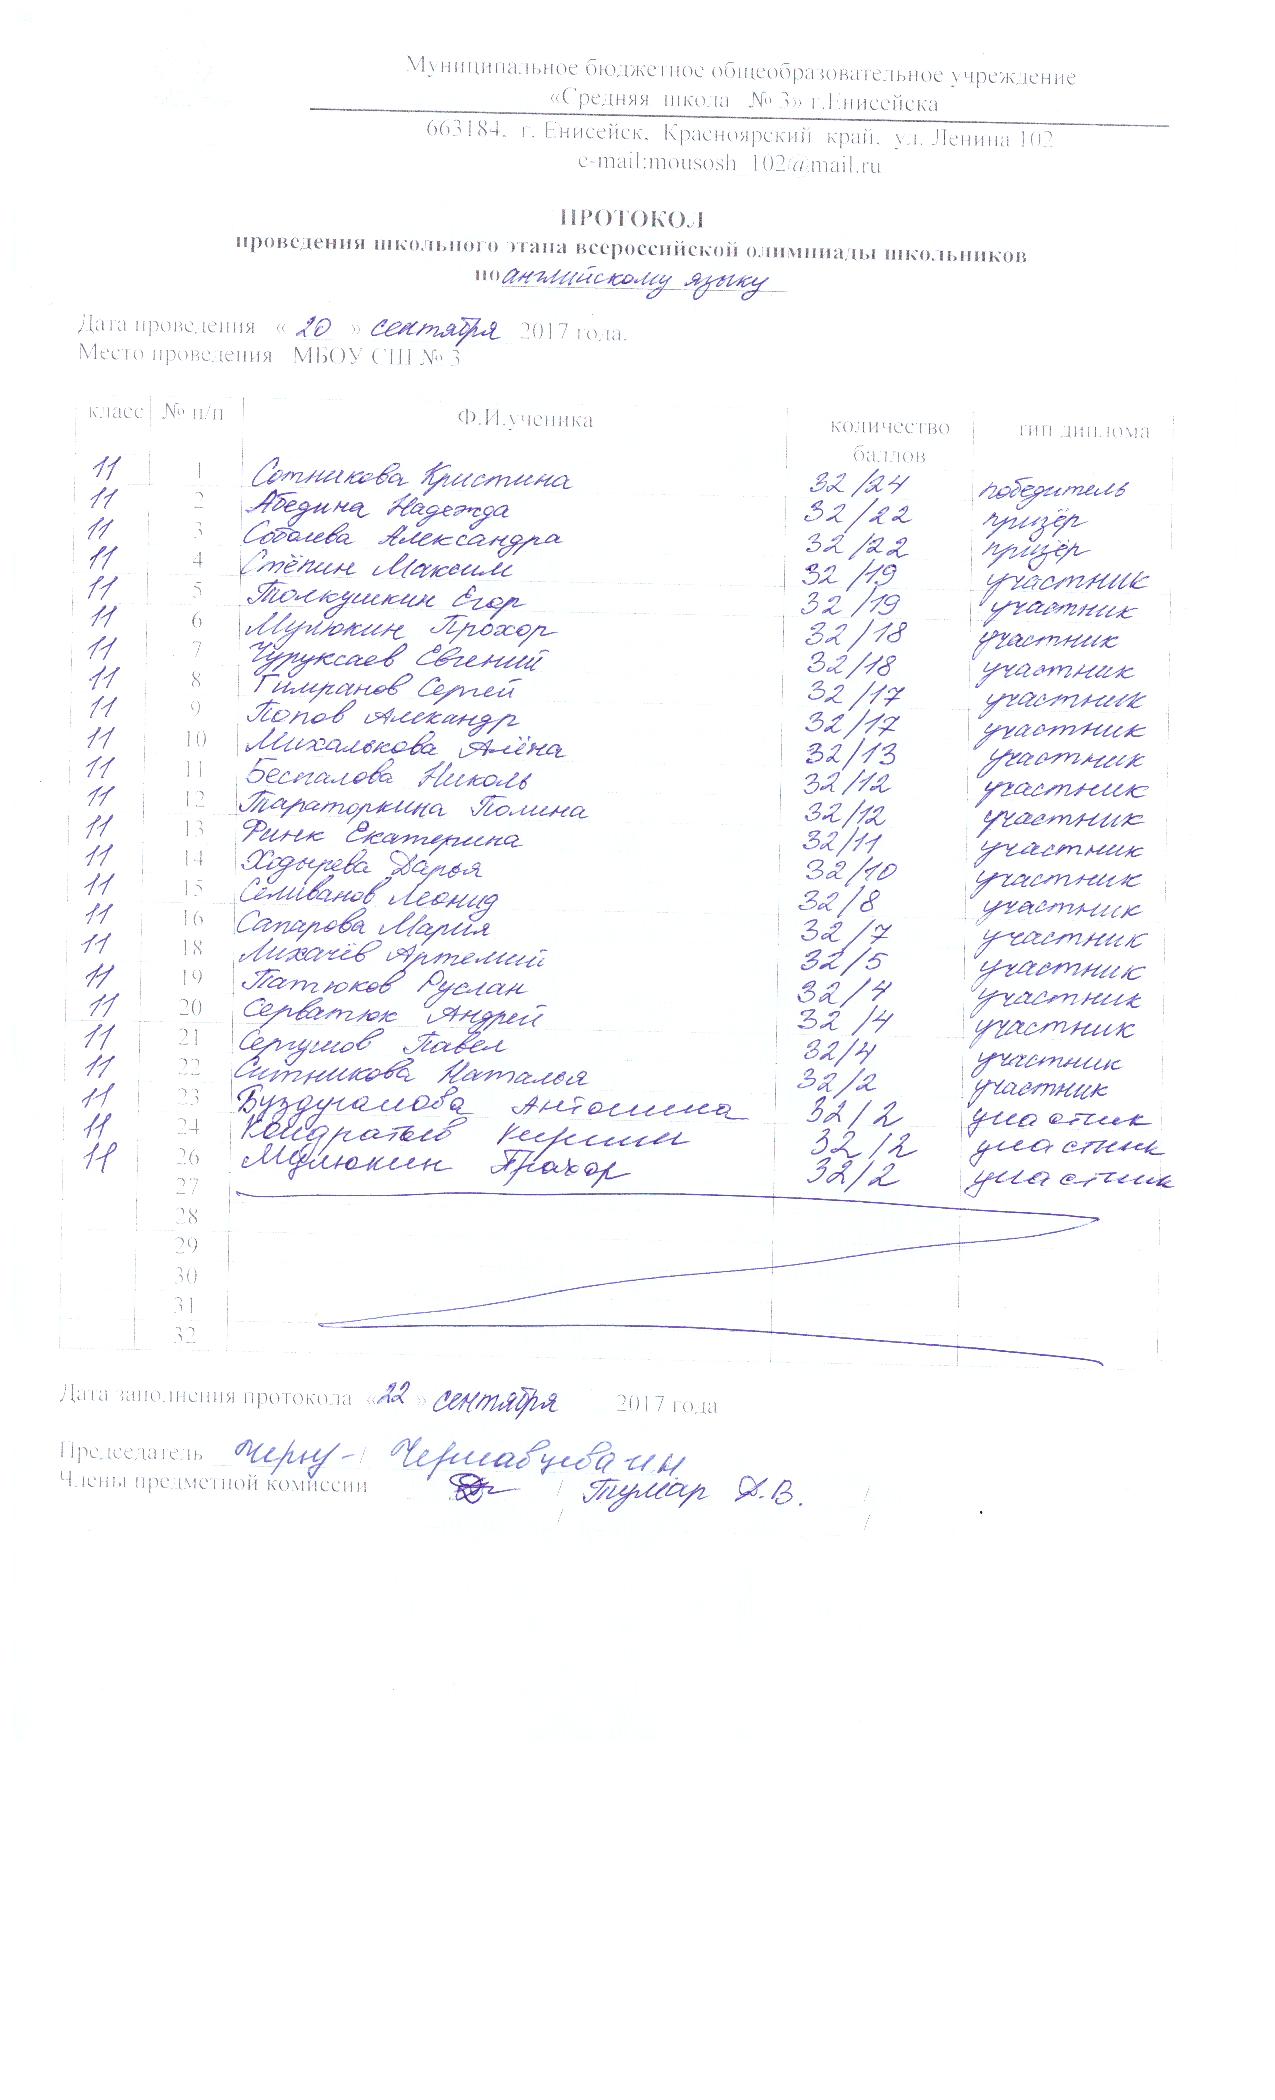 Муниципальное бюджетное общеобразовательное учреждение
«Средняя школа № 3» г.Енисейска
663184, г. Енисейск, Красноярский край, ул. Ленина 102
e-mail:mousosh_102@mail.ru
ПРОТОКОЛ
проведения школьного этапа всероссийской олимпиады школьников
по английскому языку
Дата проведения « 20 » сентября 2017 года.
Место проведения МБОУ СШ № 3
класс № п/п Ф.И.ученика количество баллов тип диплома
11 1 Сотникова Кристина 32/24 победитель
11 2 Абедина Надежда 32/22 призёр
11 3 Соболева Александра 32/22 призёр
11 4 Стёпин Максим 32/19 участник
11 5 Толкушкин Егор 32/19 участник
11 6 Мулюкин Прохор 32/18 участник
11 7 Чуруксаев Евгений 32/18 участник
11 8 Гимранов Сергей 32/17 участник
11 9 Попов Алекандр 32/17 участник
11 10 Михалькова Алёна 32/13 участник
11 11 Беспалова Николь 32/12 участник
11 12 Тараторкина Полина 32/12 участник
11 13 Финк Екатерина 32/11 участник
11 14 Ходырева Дарья 32/10 участник
11 15 Селиванов Леонид 32/8 участник
11 16 Сапарова Мария 32/7 участник
11 18 Лихачёв Артемий 32/5 участник
11 19 Патюков Руслан 32/4 участник
11 20 Серватюк Андрей 32/4 участник
11 21 Сергушов Павел 32/4 участник
11 22 Ситникова Наталья 32/2 участник
11 23 Буздуганова Антонина 32/2 участик
11 24 Кондратьев Кирилл 32/2 участник
11 26 Мулюкин Прохор 32/2 участник
27
28
29
30
31
32
Дата заполнения протокола «22» сентября 2017 года
Председатель
Члены предметной комиссии / Тумар Д.В. /
/ /